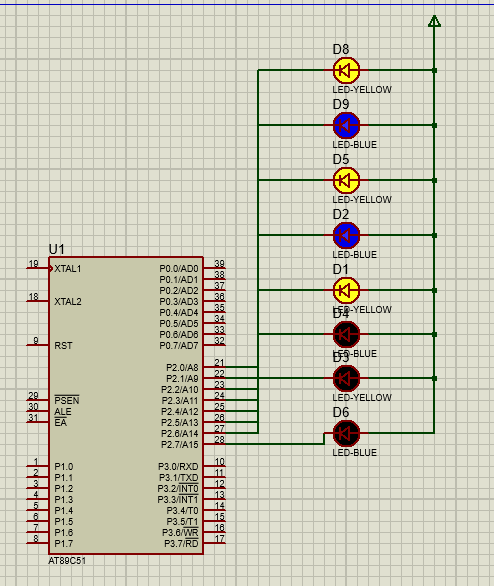 D8
LED-YELLOW
D9
LED-BLUE
D5
LED-YELLOW
D2
LED-BLUE
D1
LED-YELLOW
D4
LED-BLUE
D3
LED-YELLOW
D6
LED-BLUE
U1
19 XTAL1 P0.0/AD0 39
P0.1/AD1 38
P0.2/AD2 37
18 XTAL2 P0.3/AD3 36
P0.4/AD4 35
P0.5/AD5 34
P0.6/AD6 33
9 RST P0.7/AD7 32
P2.0/A8 21
P2.1/A9 22
P2.2/A10 23
29 PSEN P2.3/A11 24
30 ALE P2.4/A12 25
31 EA P2.5/A13 26
P2.6/A14 27
P2.7/A15 28
1 P1.0 P3.0/RXD 10
2 P1.1 P3.1/TXD 11
3 P1.2 P3.2/INT0 12
4 P1.3 P3.3/INT1 13
5 P1.4 P3.4/T0 14
6 P1.5 P3.5/T1 15
7 P1.6 P3.6/WR 16
8 P1.7 P3.7/RD 17
AT89C51